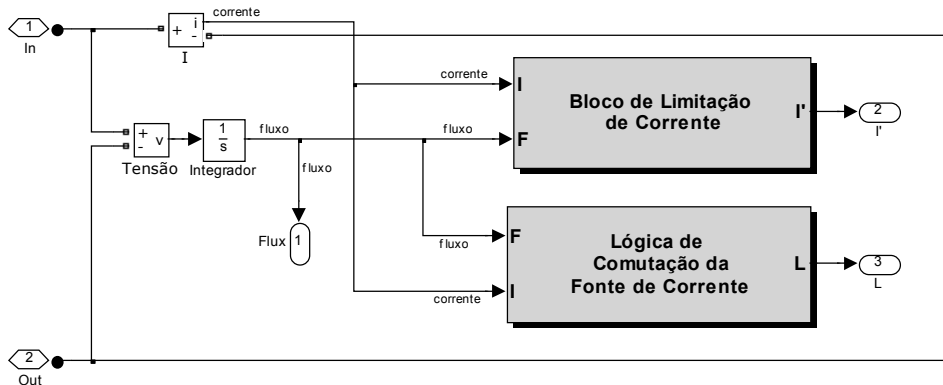 corrente
1
In
+
i
-
I
corrente
I
Bloco de Limitação
de Corrente
I'
2
I'
F
+
-
v
Tensão
1
s
Integrador
fluxo
fluxo
fluxo
Flux
1
F
fluxo
Lógica de
Comutação da
Fonte de Corrente
L
3
L
I
corrente
2
Out